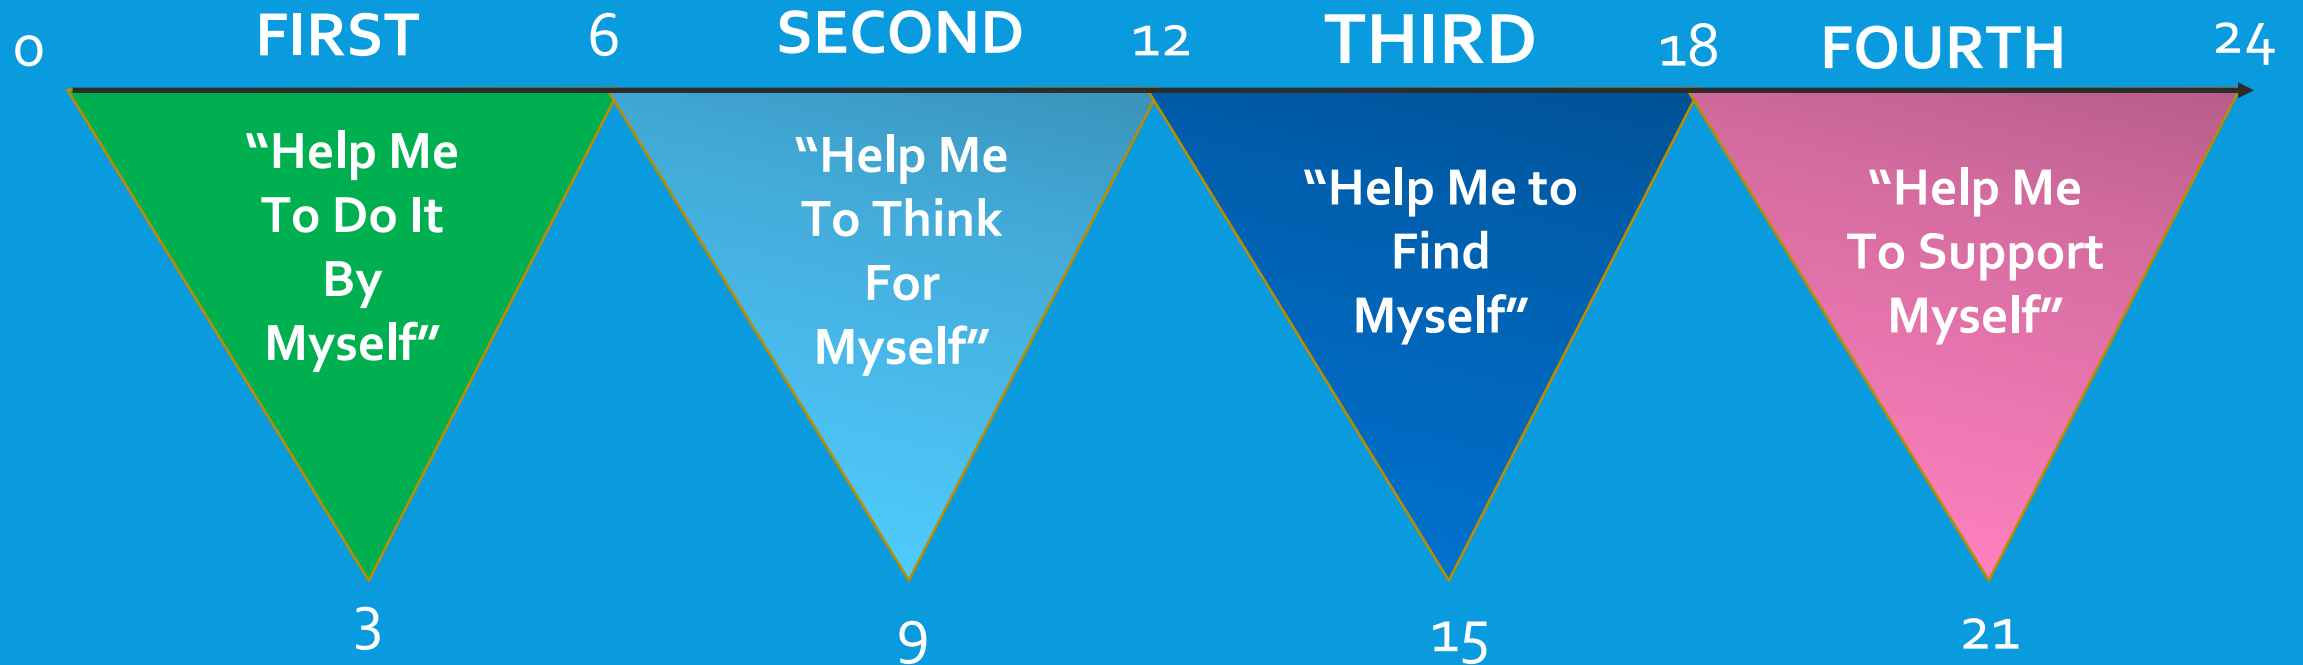 0 FIRST 6 SECOND 12 THIRD 18 FOURTH 24
“Help Me
To Do It
By
Myself”
“Help Me
To Think
For
Myself”
“Help Me to
Find
Myself”
“Help Me
To Support
Myself”
3 9 15 21